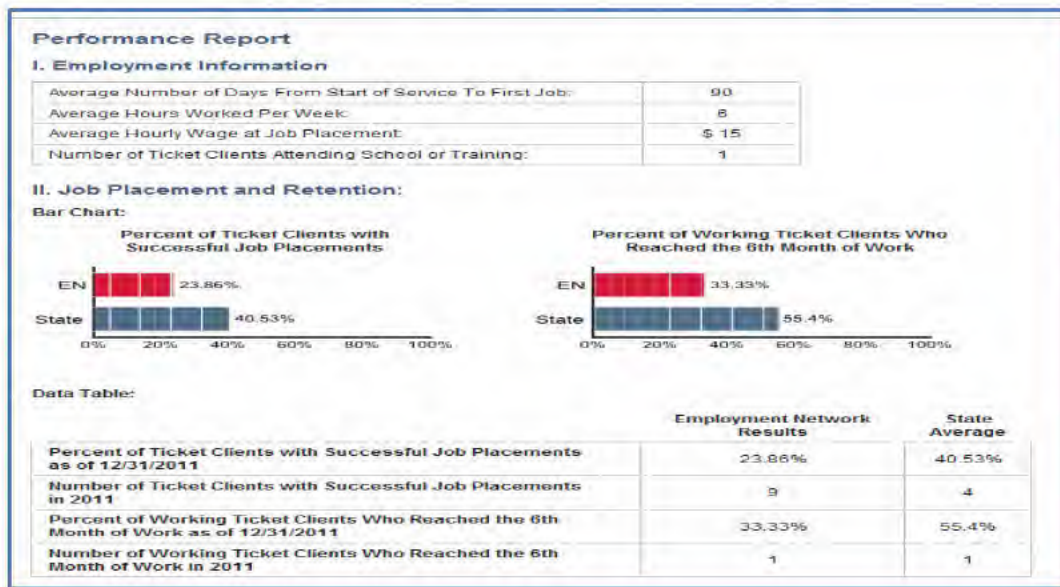 Performance Report
I. Employment Information
Average Number of Days From Start of Service To First Job: 90
Average Hours Worked Per Week: 6
Average Hourly Wage at Job Placement: $ 15
Number of Ticket Clients Attending School or Training: 1
II. Job Placement and Retention:
Bar Chart:
Percent of Ticket Clients with
Successful Job Placements
EN 23.86%
State 40.53%
0% 20% 40% 60% 80% 100%
Percent of Working Ticket Clients Who
Reached the 6th Month of Work
EN 33.33%
State 55.4%
0% 20% 40% 60% 80% 100%
Data Table:
Employment Network
Results
State
Average
Percent of Ticket Clients with Successful Job Placements
as of 12/31/2011
23.86% 40.53%
Number of Ticket Clients with Successful Job Placements
in 2011
9 4
Percent of Working Ticket Clients Who Reached the 6th
Month of Work as of 12/31/2011
33.33% 55.4%
Number of Working Ticket Clients Who Reached the 6th
Month of Work in 2011
1 1